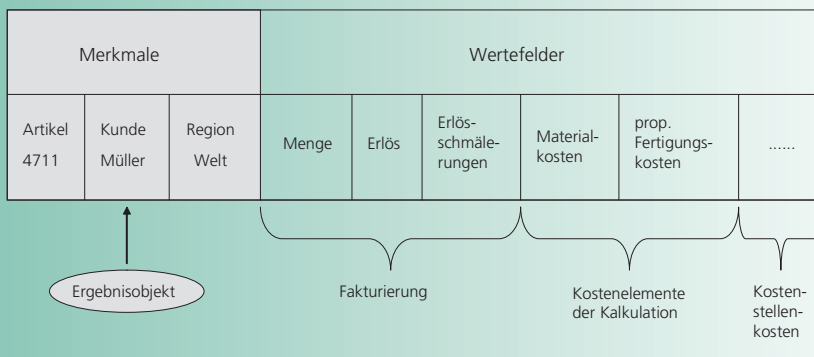 Merkmale
Wertefelder
Artikel
4711
Kunde
Müller
Region
Welt
Menge
Erlös
Erlös-
schmäle-
rungen
Material-
kosten
prop.
Fertigungs-
kosten
......
Ergebnisobjekt
Fakturierung
Kostenelemente
der Kalkulation
Kosten-
stellen-
kosten